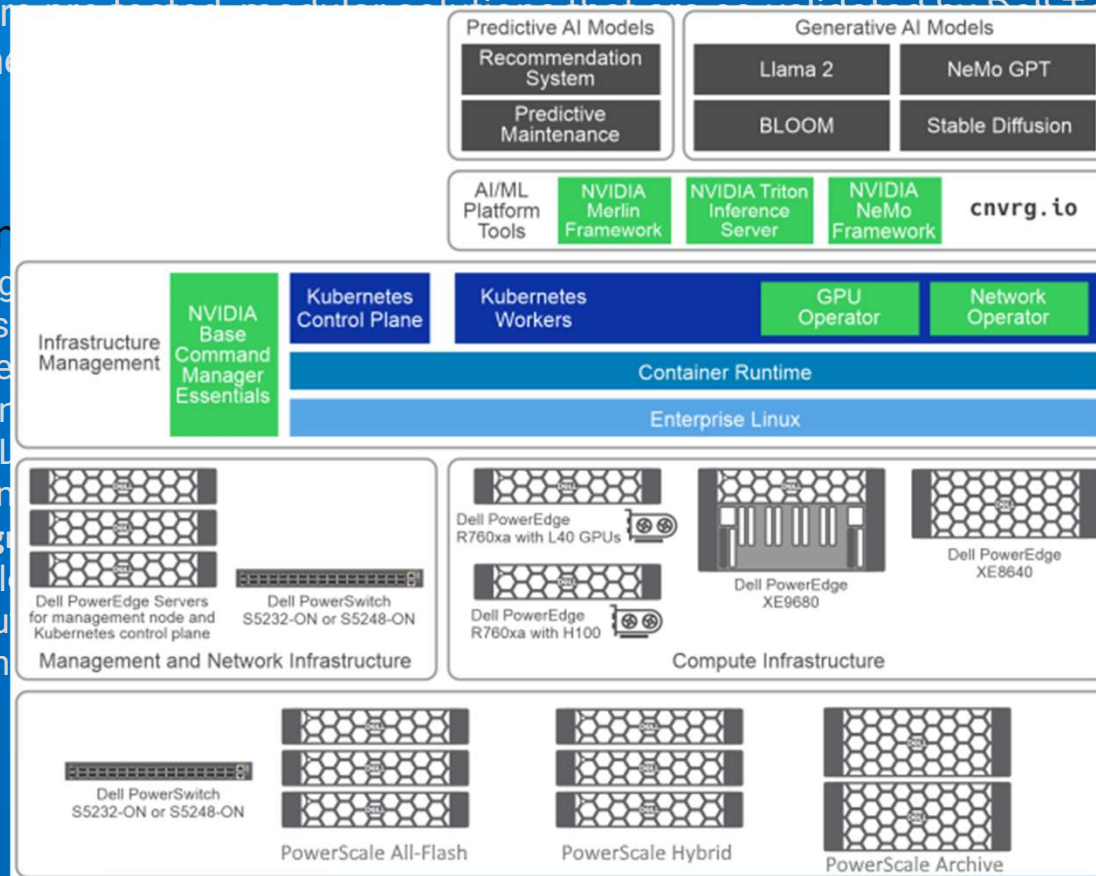 Predictive AI Models
Generative AI Models
Recommendation
System
Llama 2
NeMo GPT
Predictive
Maintenance
BLOOM
Stable Diffusion
AI/ML
Platform
Tools
NVIDIA
Merlin
Framework
NVIDIA Triton
Inference
Server
NVIDIA
NeMo
Framework
cnvrg.io
Infrastructure
Management
NVIDIA
Base
Command
Manager
Essentials
Kubernetes
Control Plane
Kubernetes
Workers
GPU
Operator
Network
Operator
Container Runtime
Enterprise Linux
Dell PowerEdge Servers
for management node and
Kubernetes control plane
Dell PowerSwitch
S5232-ON or S5248-ON
Management and Network Infrastructure
Dell PowerEdge
R760xa with L40 GPUs
Dell PowerEdge
R760xa with H100
Dell PowerEdge
XE9680
Dell PowerEdge
XE8640
Compute Infrastructure
Dell PowerSwitch
S5232-ON or S5248-ON
PowerScale All-Flash
PowerScale Hybrid
PowerScale Archive